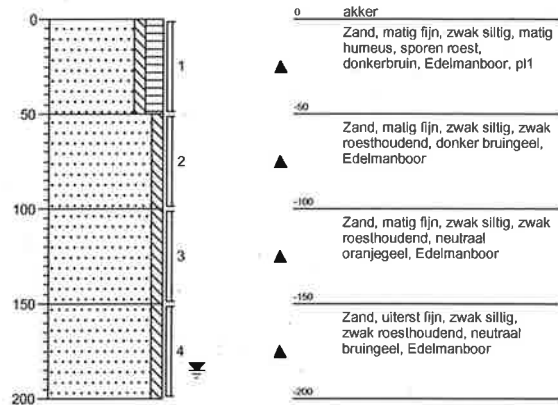 0
50
100
150
200
1
2
3
4
0 akker
Zand, matig fijn, zwak siltig, matig
humeus, sporen roest,
donkerbruin, Edelmanboor, pl1
-50
Zand, matig fijn, zwak siltig, zwak
roesthoudend, donker bruingeel,
Edelmanboor
-100
Zand, matig fijn, zwak siltig, zwak
roesthoudend, neutraal
oranjegeel, Edelmanboor
-150
Zand, uiterst fijn, zwak siltig,
zwak roesthoudend, neutraal
bruingeel, Edelmanboor
-200